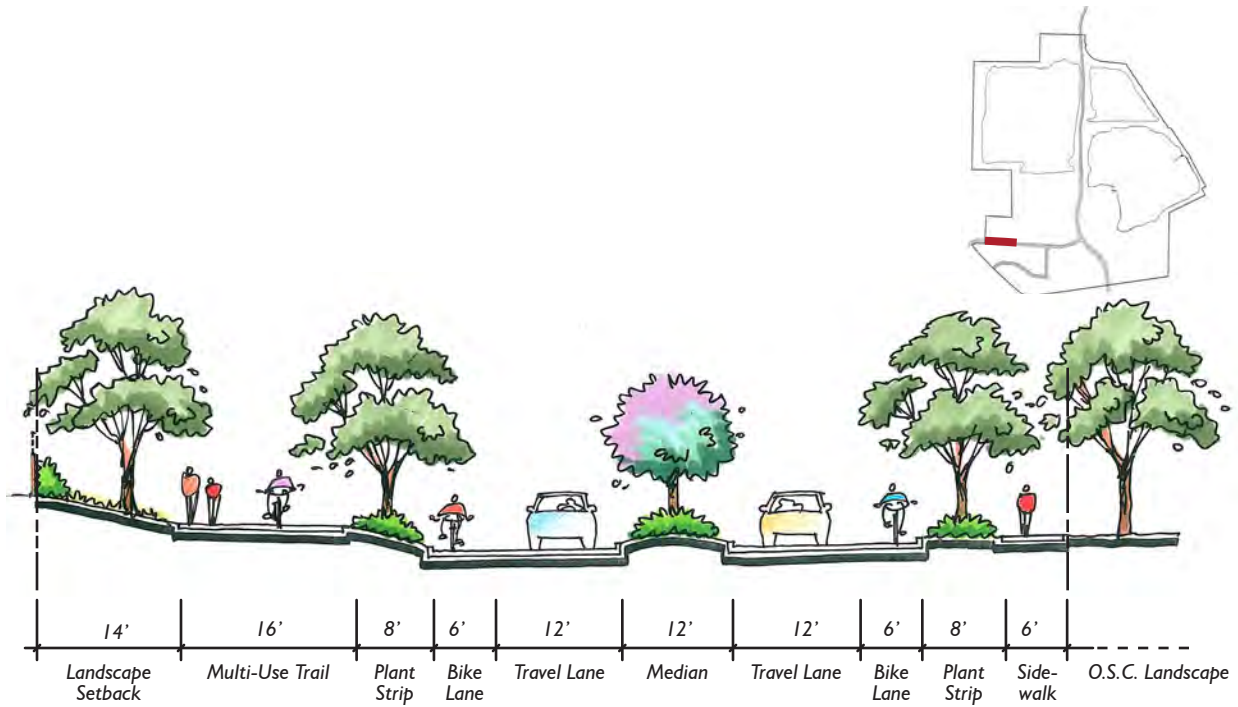 14’ 16’ 8’ 6’ 12’ 12’ 12’ 6’ 8’ 6’
Landscape Multi-Use Trail Plant Bike Travel Lane Median Travel Lane Bike Plant Side- O.S.C. Landscape
Setback Strip Lane Lane Strip walk